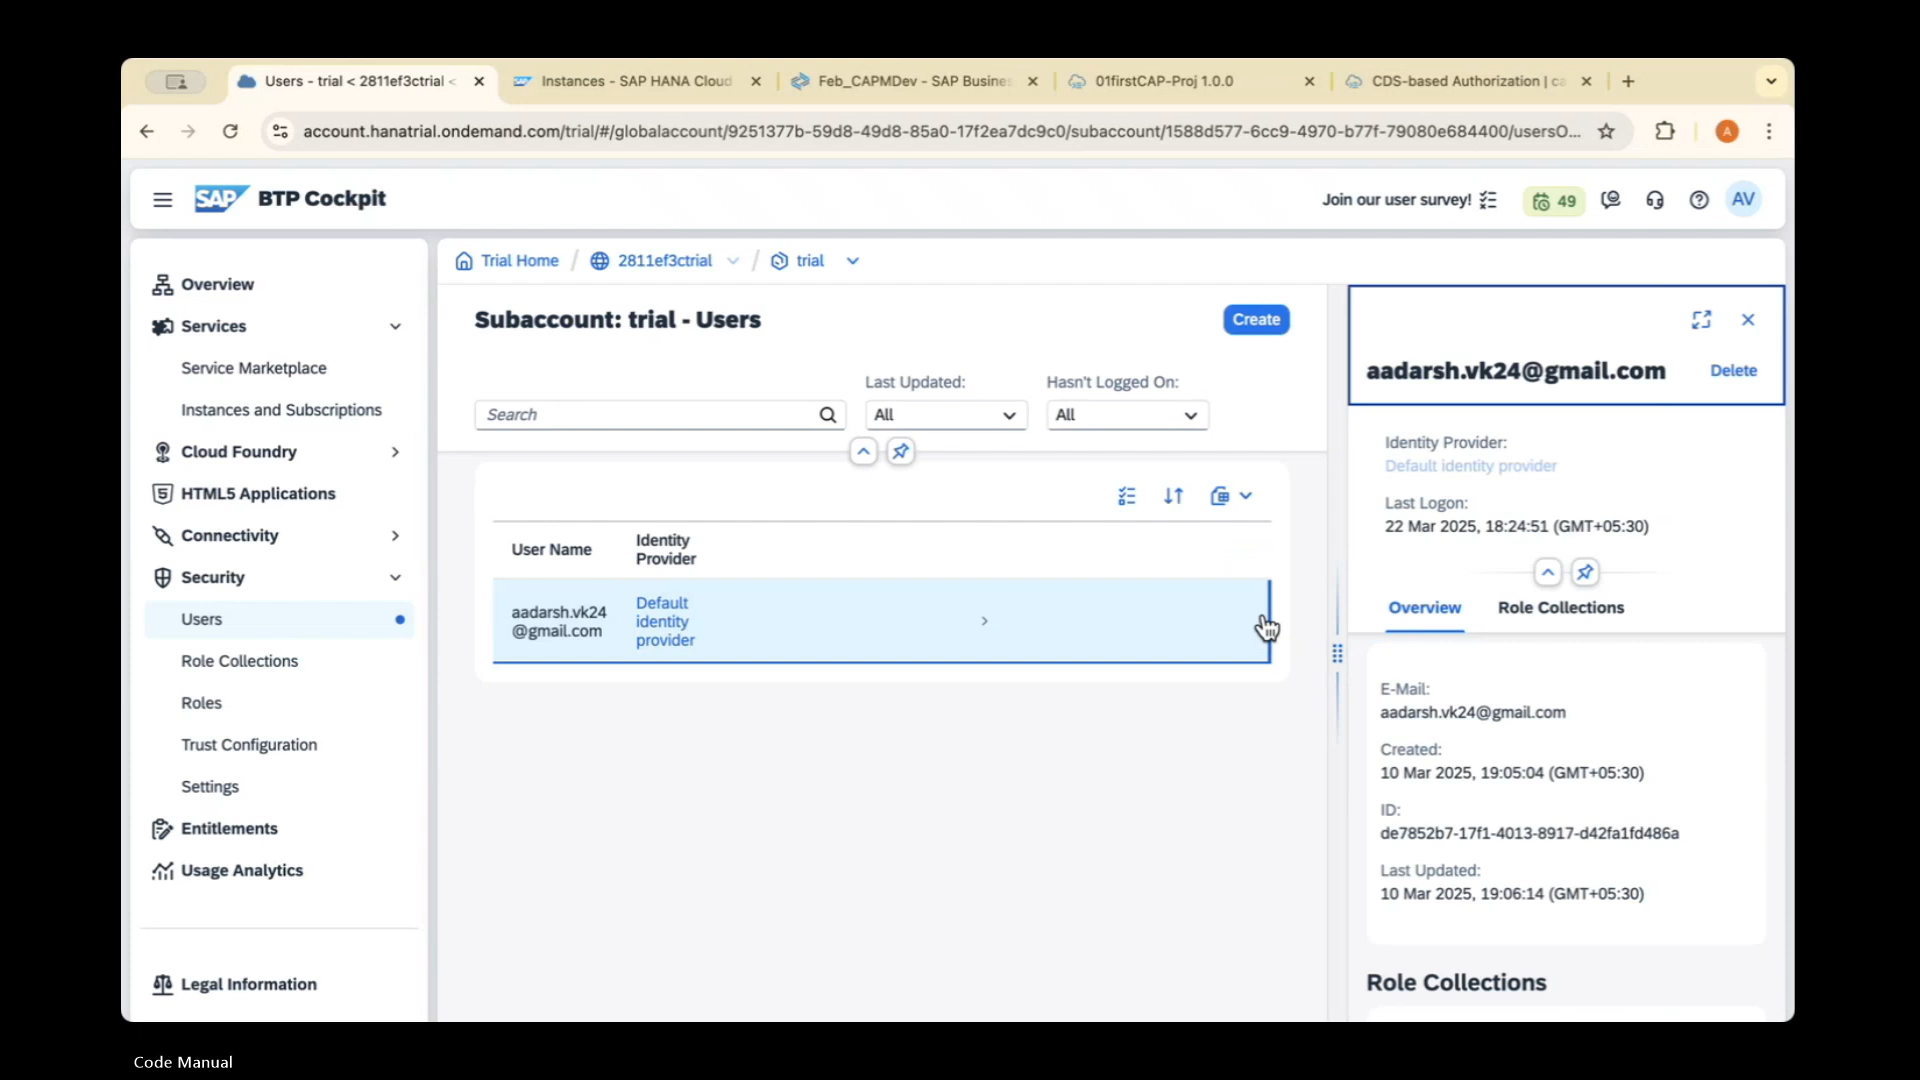 Users - trial < 2811ef3ctrial <
Instances - SAP HANA Cloud
Feb_CAPMDev - SAP Busine
01firstCAP-Proj 1.0.0
CDS-based Authorization | ca
account.hanatrial.ondemand.com/trial/#/globalaccount/9251377b-59d8-49d8-85a0-17f2ea7dc9c0/subaccount/1588d577-6cc9-4970-b77f-79080e684400/usersO...
A
SAP BTP Cockpit
Join our user survey!
49
AV
Overview
Services
Service Marketplace
Instances and Subscriptions
Cloud Foundry
HTML5 Applications
Connectivity
Security
Users
Role Collections
Roles
Trust Configuration
Settings
Entitlements
Usage Analytics
Legal Information
Trial Home / 2811ef3ctrial / trial
Subaccount: trial - Users
Create
Last Updated:
Hasn't Logged On:
Search
All
All
User Name
Identity
Provider
aadarsh.vk24
@gmail.com
Default
identity
provider
aadarsh.vk24@gmail.com
Delete
Identity Provider:
Default identity provider
Last Logon:
22 Mar 2025, 18:24:51 (GMT+05:30)
Overview
Role Collections
E-Mail:
aadarsh.vk24@gmail.com
Created:
10 Mar 2025, 19:05:04 (GMT+05:30)
ID:
de7852b7-17f1-4013-8917-d42fa1fd486a
Last Updated:
10 Mar 2025, 19:06:14 (GMT+05:30)
Role Collections
Code Manual